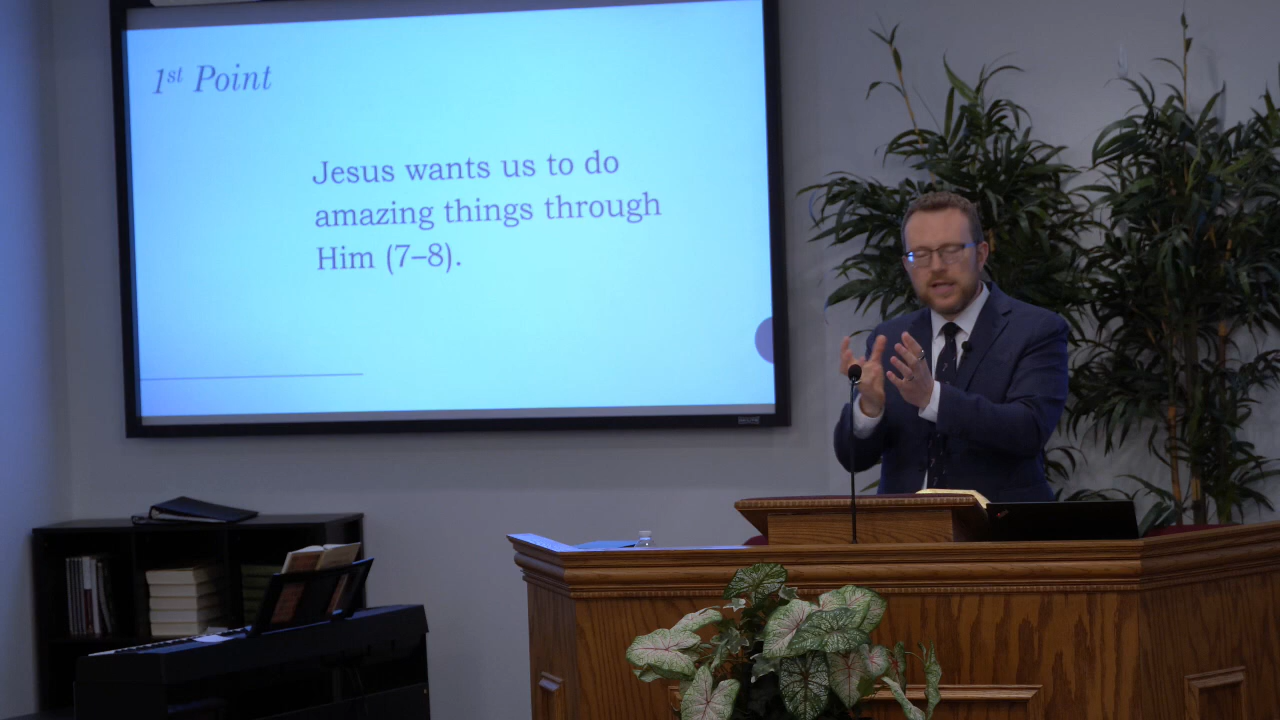 1st Point
Jesus wants us to do
amazing things through
Him (7–8).